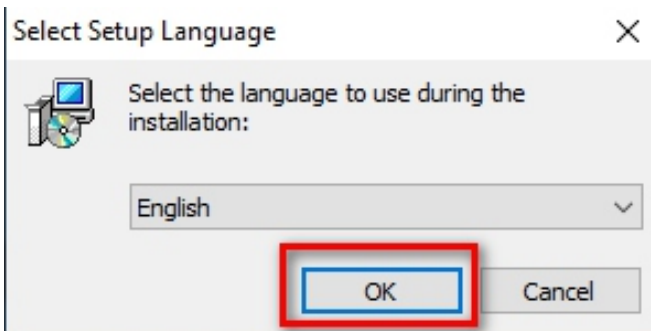 Select Setup Language
Select the language to use during the
installation:
English
OK
Cancel